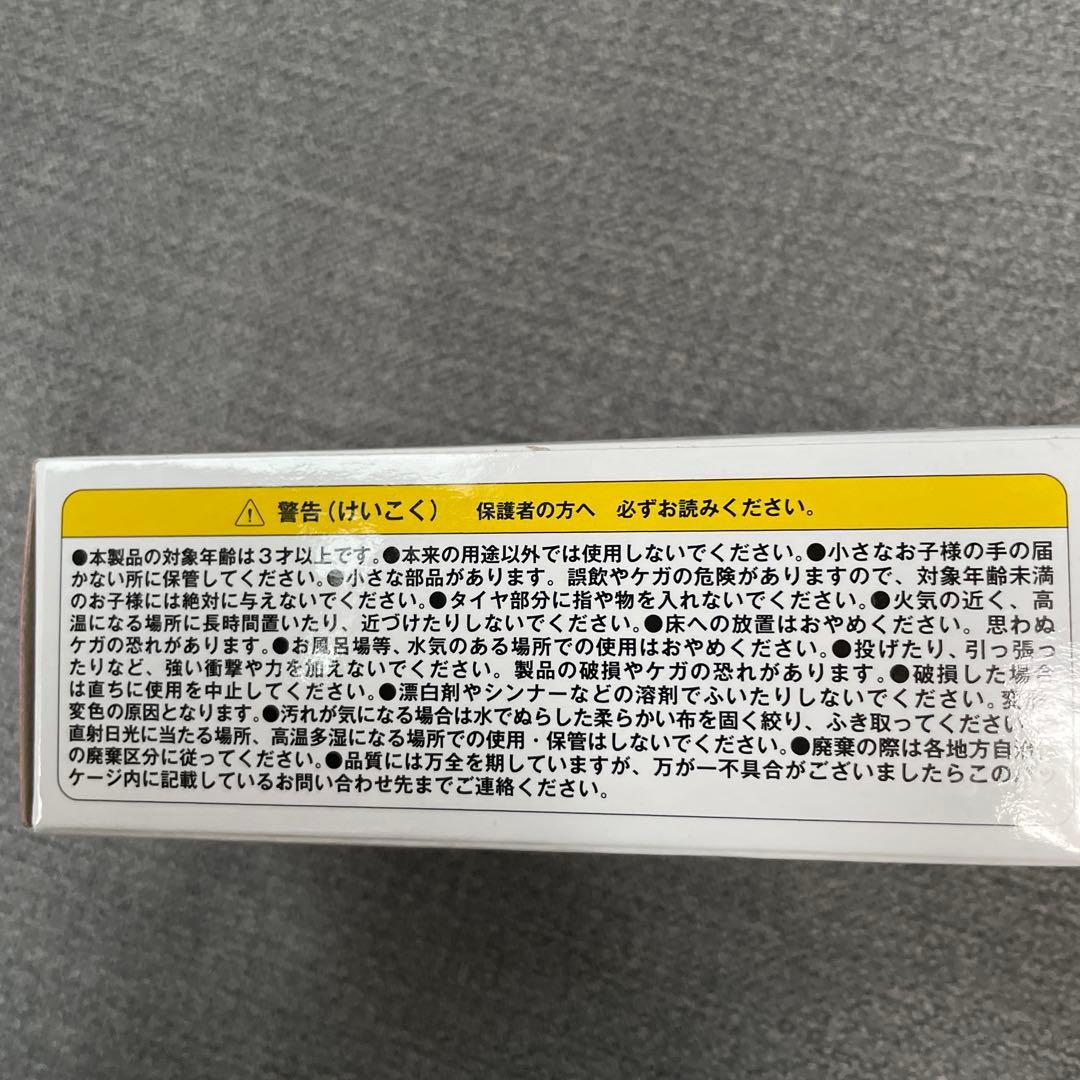 警告(けいこく) 保護者の方へ 必ずお読みください。
●本製品の対象年齢は3才以上です。●本来の用途以外では使用しないでください。●小さなお子様の手の届
かない所に保管してください。●小さな部品があります。誤飲やケガの危険がありますので、対象年齢未満
のお子様には絶対に与えないでください。●タイヤ部分に指や物を入れないでください。●火気の近く、高
温になる場所に長時間置いたり、近づけたりしないでください。●床への放置はおやめください。思わぬ
ケガの恐れがあります。●お風呂場等、水気のある場所での使用はおやめください。●投げたり、引っ張っ
たりなど、強い衝撃や力を加えないでください。製品の破損やケガの恐れがあります。●破損した場合
は直ちに使用を中止してください。●漂白剤やシンナーなどの溶剤でふいたりしないでください。変形
変色の原因となります。●汚れが気になる場合は水でぬらした柔らかい布を固く絞り、ふき取ってください
直射日光に当たる場所、高温多湿になる場所での使用・保管はしないでください。●廃棄の際は各地方自治
の廃棄区分に従ってください。●品質には万全を期していますが、万が一不具合がございましたらこのパッ
ケージ内に記載しているお問い合わせ先までご連絡ください。